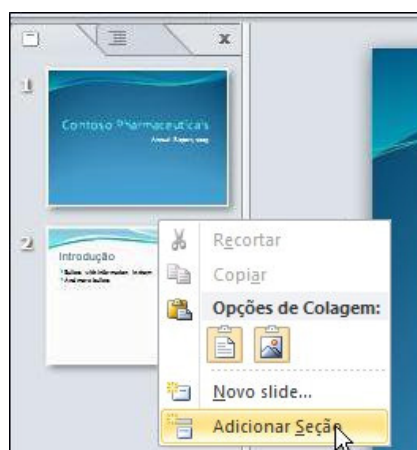 x
1
Contoso Pharmaceuticals
2
Introdução
Recortar
Copiar
Opções de Colagem:
Novo slide...
Adicionar Seção